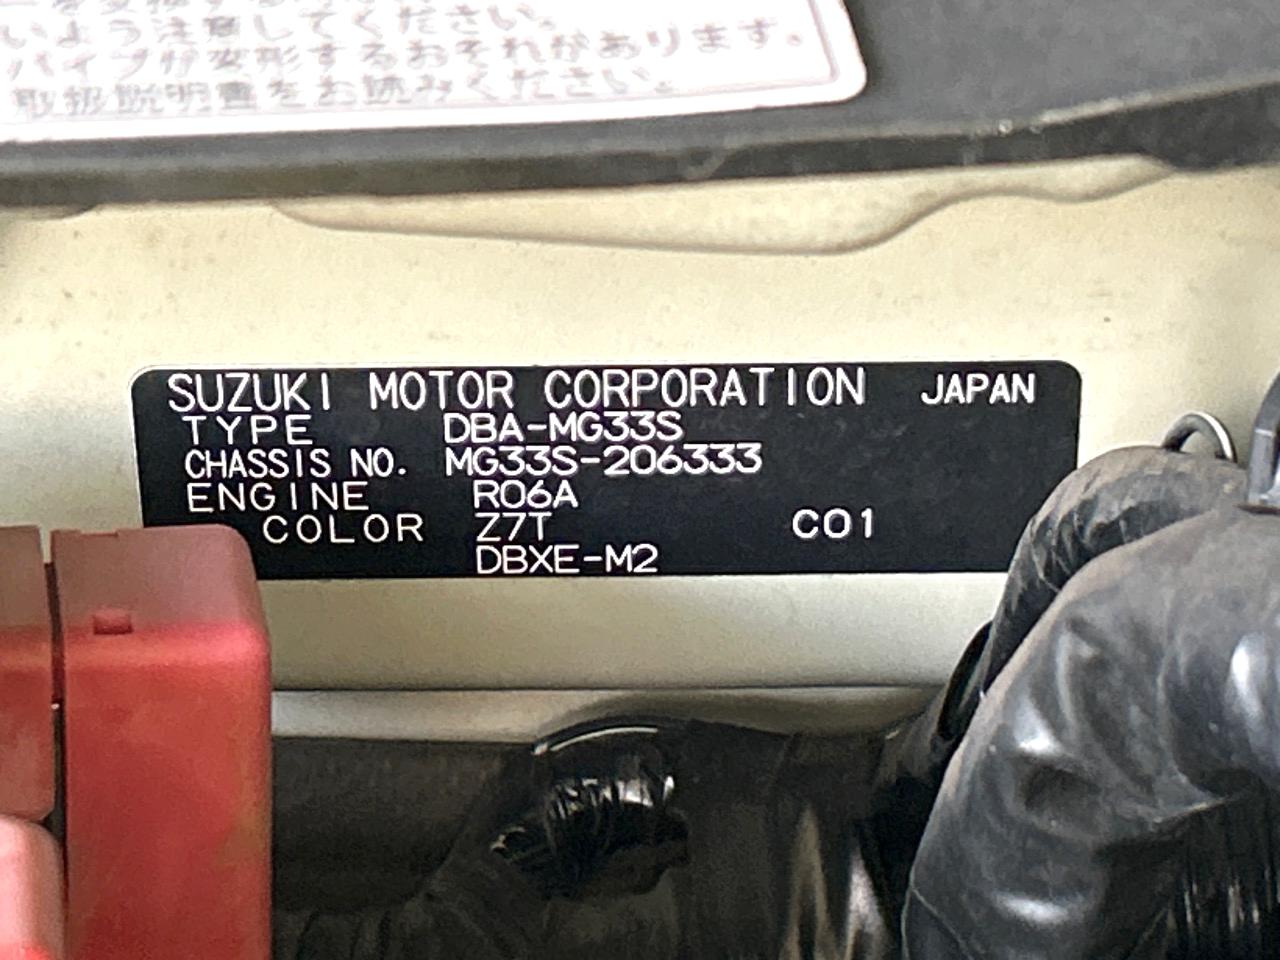 いよう注意してください。
パイプが変形するおそれがあります。
取扱説明書をお読みください。
SUZUKI MOTOR CORPORATION JAPAN
TYPE DBA-MG33S
CHASSIS NO. MG33S-206333
ENGINE R06A
COLOR Z7T C01
DBXE-M2